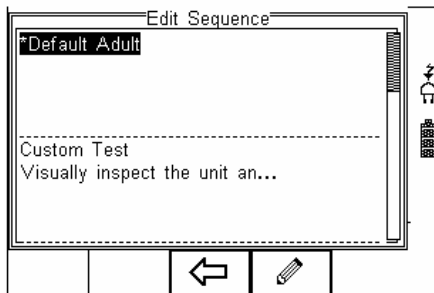 Edit Sequence
*Default Adult
Custom Test
Visually inspect the unit an...